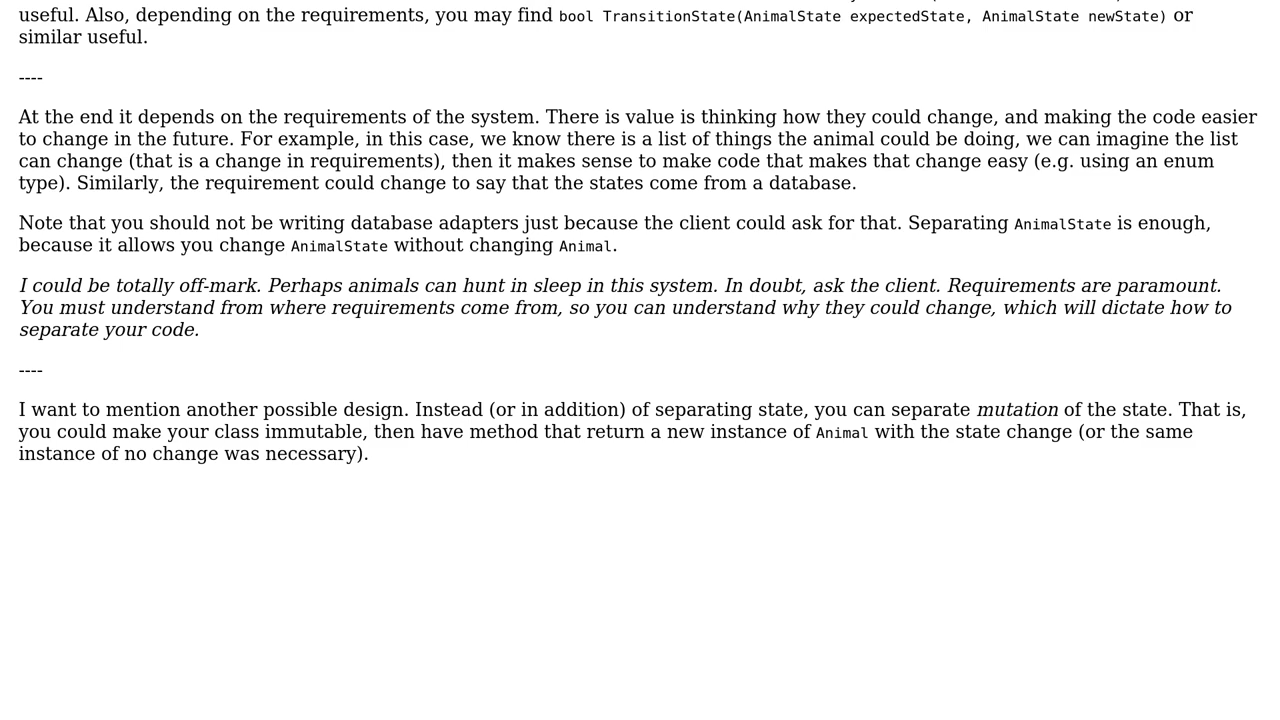 useful. Also, depending on the requirements, you may find bool TransitionState(AnimalState expectedState, AnimalState newState) or
similar useful.
----
At the end it depends on the requirements of the system. There is value is thinking how they could change, and making the code easier
to change in the future. For example, in this case, we know there is a list of things the animal could be doing, we can imagine the list
can change (that is a change in requirements), then it makes sense to make code that makes that change easy (e.g. using an enum
type). Similarly, the requirement could change to say that the states come from a database.
Note that you should not be writing database adapters just because the client could ask for that. Separating AnimalState is enough,
because it allows you change AnimalState without changing Animal.
I could be totally off-mark. Perhaps animals can hunt in sleep in this system. In doubt, ask the client. Requirements are paramount.
You must understand from where requirements come from, so you can understand why they could change, which will dictate how to
separate your code.
----
I want to mention another possible design. Instead (or in addition) of separating state, you can separate mutation of the state. That is,
you could make your class immutable, then have method that return a new instance of Animal with the state change (or the same
instance of no change was necessary).